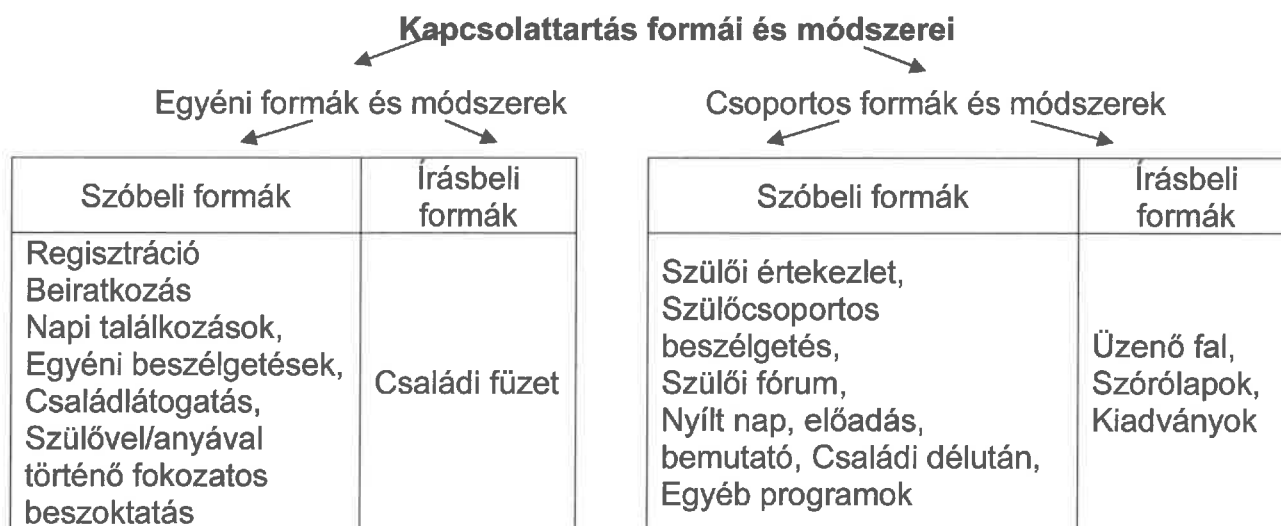 Kapcsolattartás formái és módszerei
Egyéni formák és módszerek
Csoportos formák és módszerek
Szóbeli formák
Írásbeli
formák
Regisztráció
Beiratkozás
Napi találkozások,
Egyéni beszélgetések,
Családlátogatás,
Szülővel/anyával
történő fokozatos
beszoktatás
Családi füzet
Szóbeli formák
Írásbeli
formák
Szülői értekezlet,
Szülőcsoportos
beszélgetés,
Szülői fórum,
Nyílt nap, előadás,
bemutató, Családi délután,
Egyéb programok
Üzenő fal,
Szórólapok,
Kiadványok